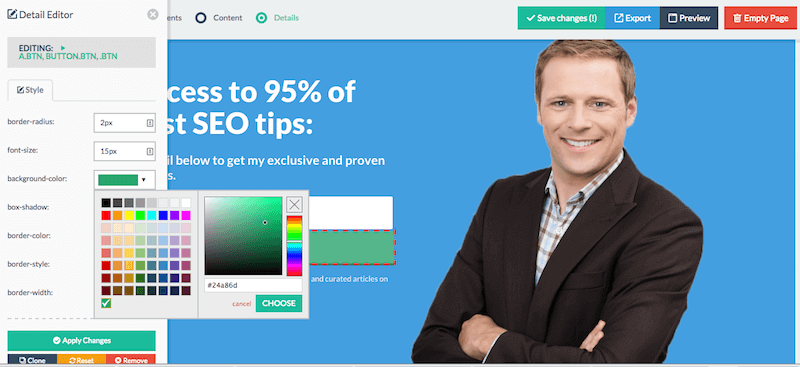 Detail Editor
ents
Content
Details
Save changes (!)
Export
Preview
Empty Page
EDITING:
A.BTN, BUTTON.BTN, .BTN
Style
border-radius:
2px
font-size:
15px
background-color:
box-shadow:
border-color:
border-style:
border-width:
#24a86d
cancel
CHOOSE
Apply Changes
Clone
Reset
Remove
cess to 95% of
st SEO tips:
il below to get my exclusive and proven
s.
and curated articles on